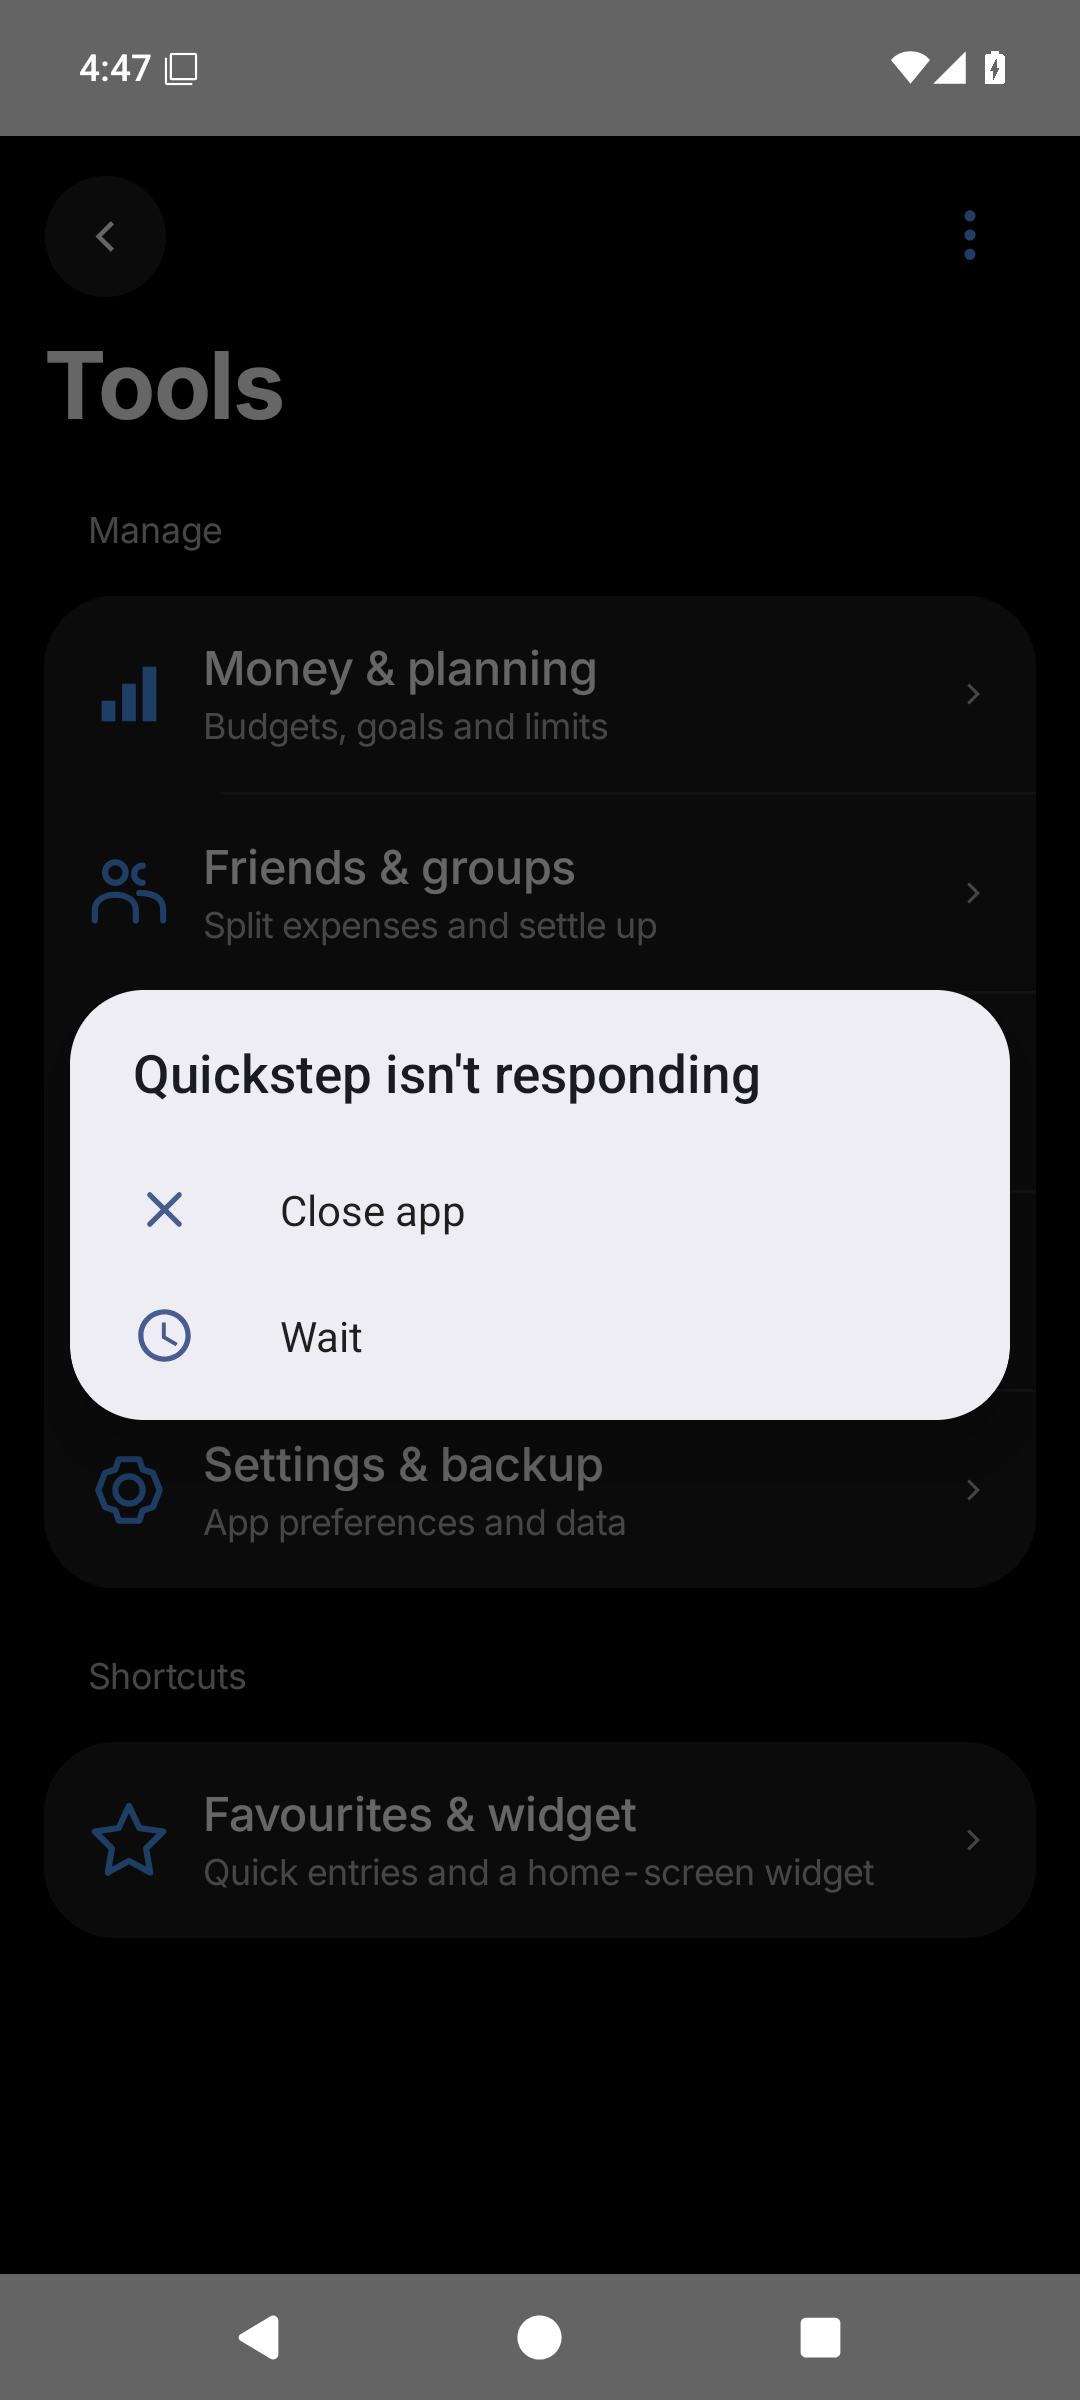 4:47
Tools
Manage
Money & planning
Budgets, goals and limits
Friends & groups
Split expenses and settle up
Quickstep isn't responding
Close app
Wait
Settings & backup
App preferences and data
Shortcuts
Favourites & widget
Quick entries and a home-screen widget